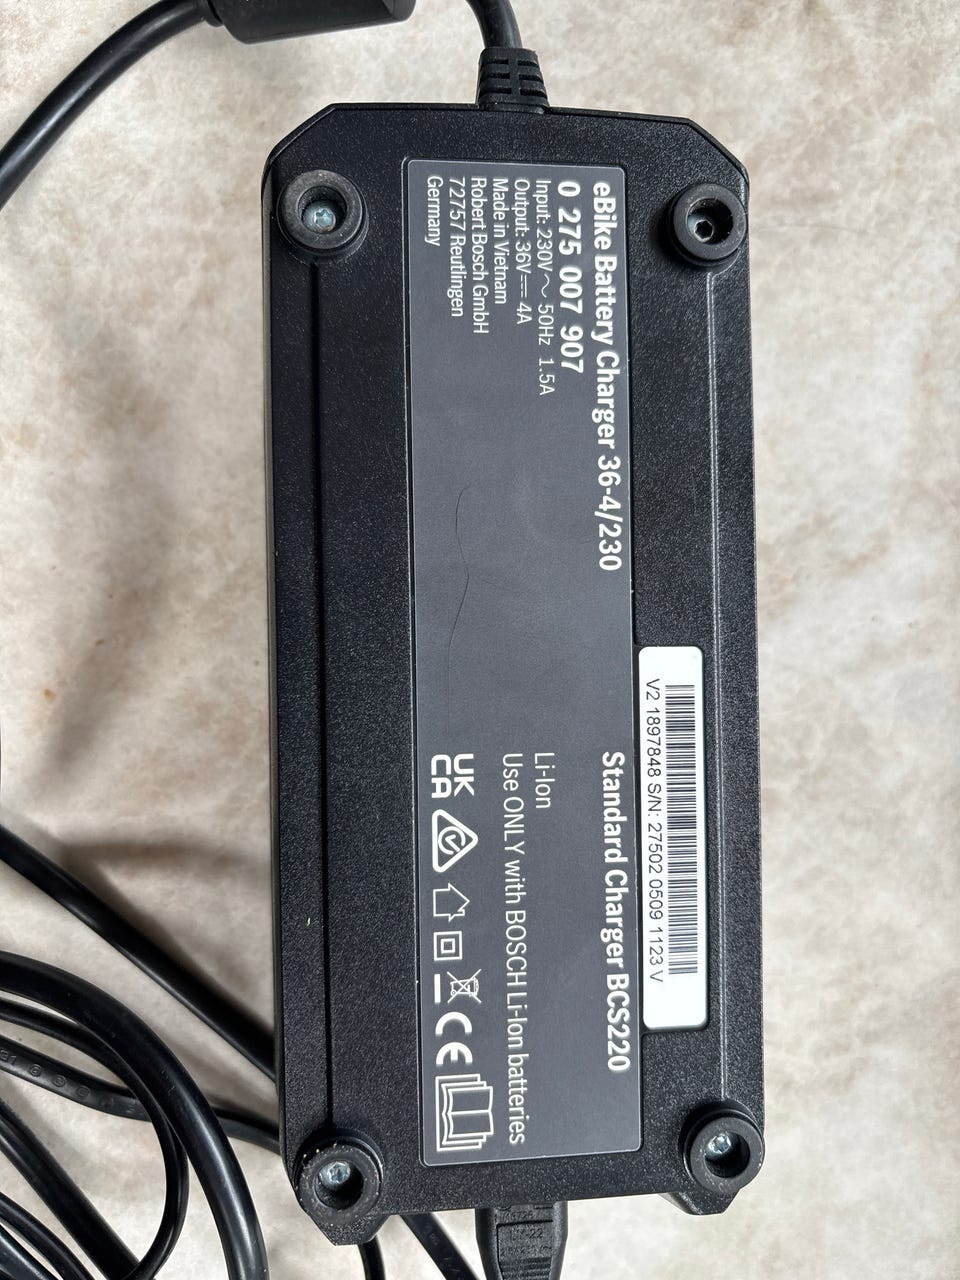 eBike Battery Charger 36-4/230
0 275 007 907
Input: 230V~ 50Hz 1.5A
Output: 36V⎓ 4A
Made in Vietnam
Robert Bosch GmbH
72757 Reutlingen
Germany
V2 1897848 S/N: 27502 0509 1123 V
Standard Charger BCS220
Li-Ion
Use ONLY with BOSCH Li-Ion batteries
UK
CA
CE